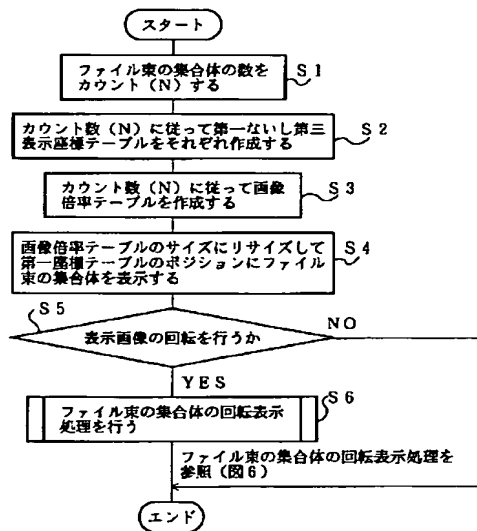 スタート
ファイル束の集合体の数を
カウント（N）する
S1
カウント数（N）に従って第一ないし第三
表示座標テーブルをそれぞれ作成する
S2
カウント数（N）に従って画像
倍率テーブルを作成する
S3
画像倍率テーブルのサイズにリサイズして
第一座標テーブルのポジションにファイル
束の集合体を表示する
S4
S5
表示画像の回転を行うか
NO
YES
ファイル束の集合体の回転表示
処理を行う
S6
ファイル束の集合体の回転表示処理を
参照（図6）
エンド